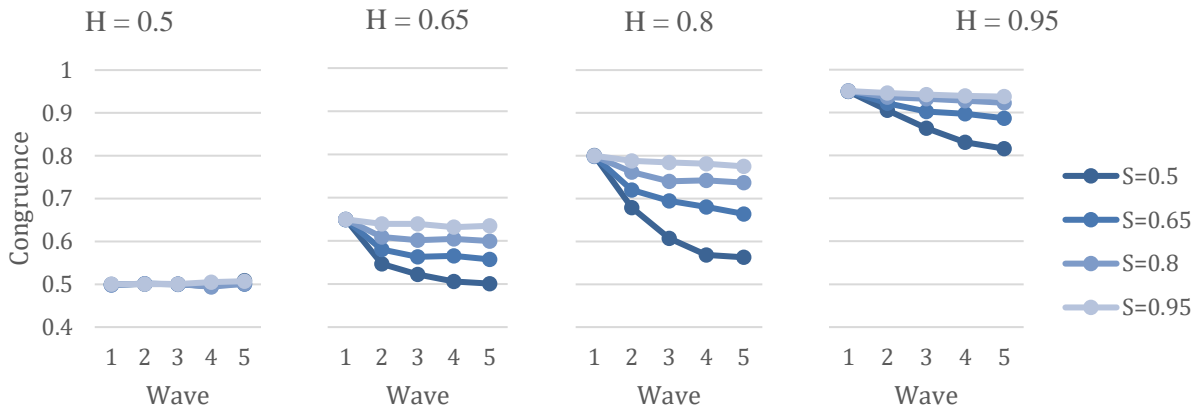 H = 0.5
H = 0.65
H = 0.8
H = 0.95
Congruence
1
0.9
0.8
0.7
0.6
0.5
0.4
1 2 3 4 5
Wave
1 2 3 4 5
Wave
1 2 3 4 5
Wave
1 2 3 4 5
Wave
S=0.5
S=0.65
S=0.8
S=0.95